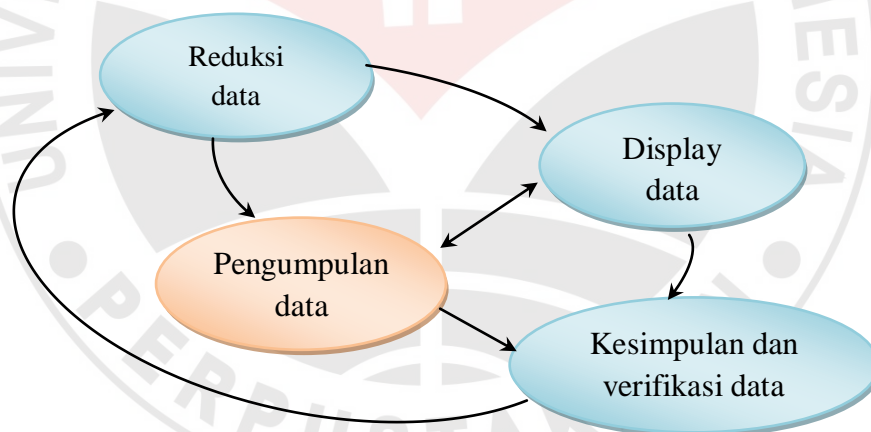 Reduksi
data
Display
data
Pengumpulan
data
Kesimpulan dan
verifikasi data